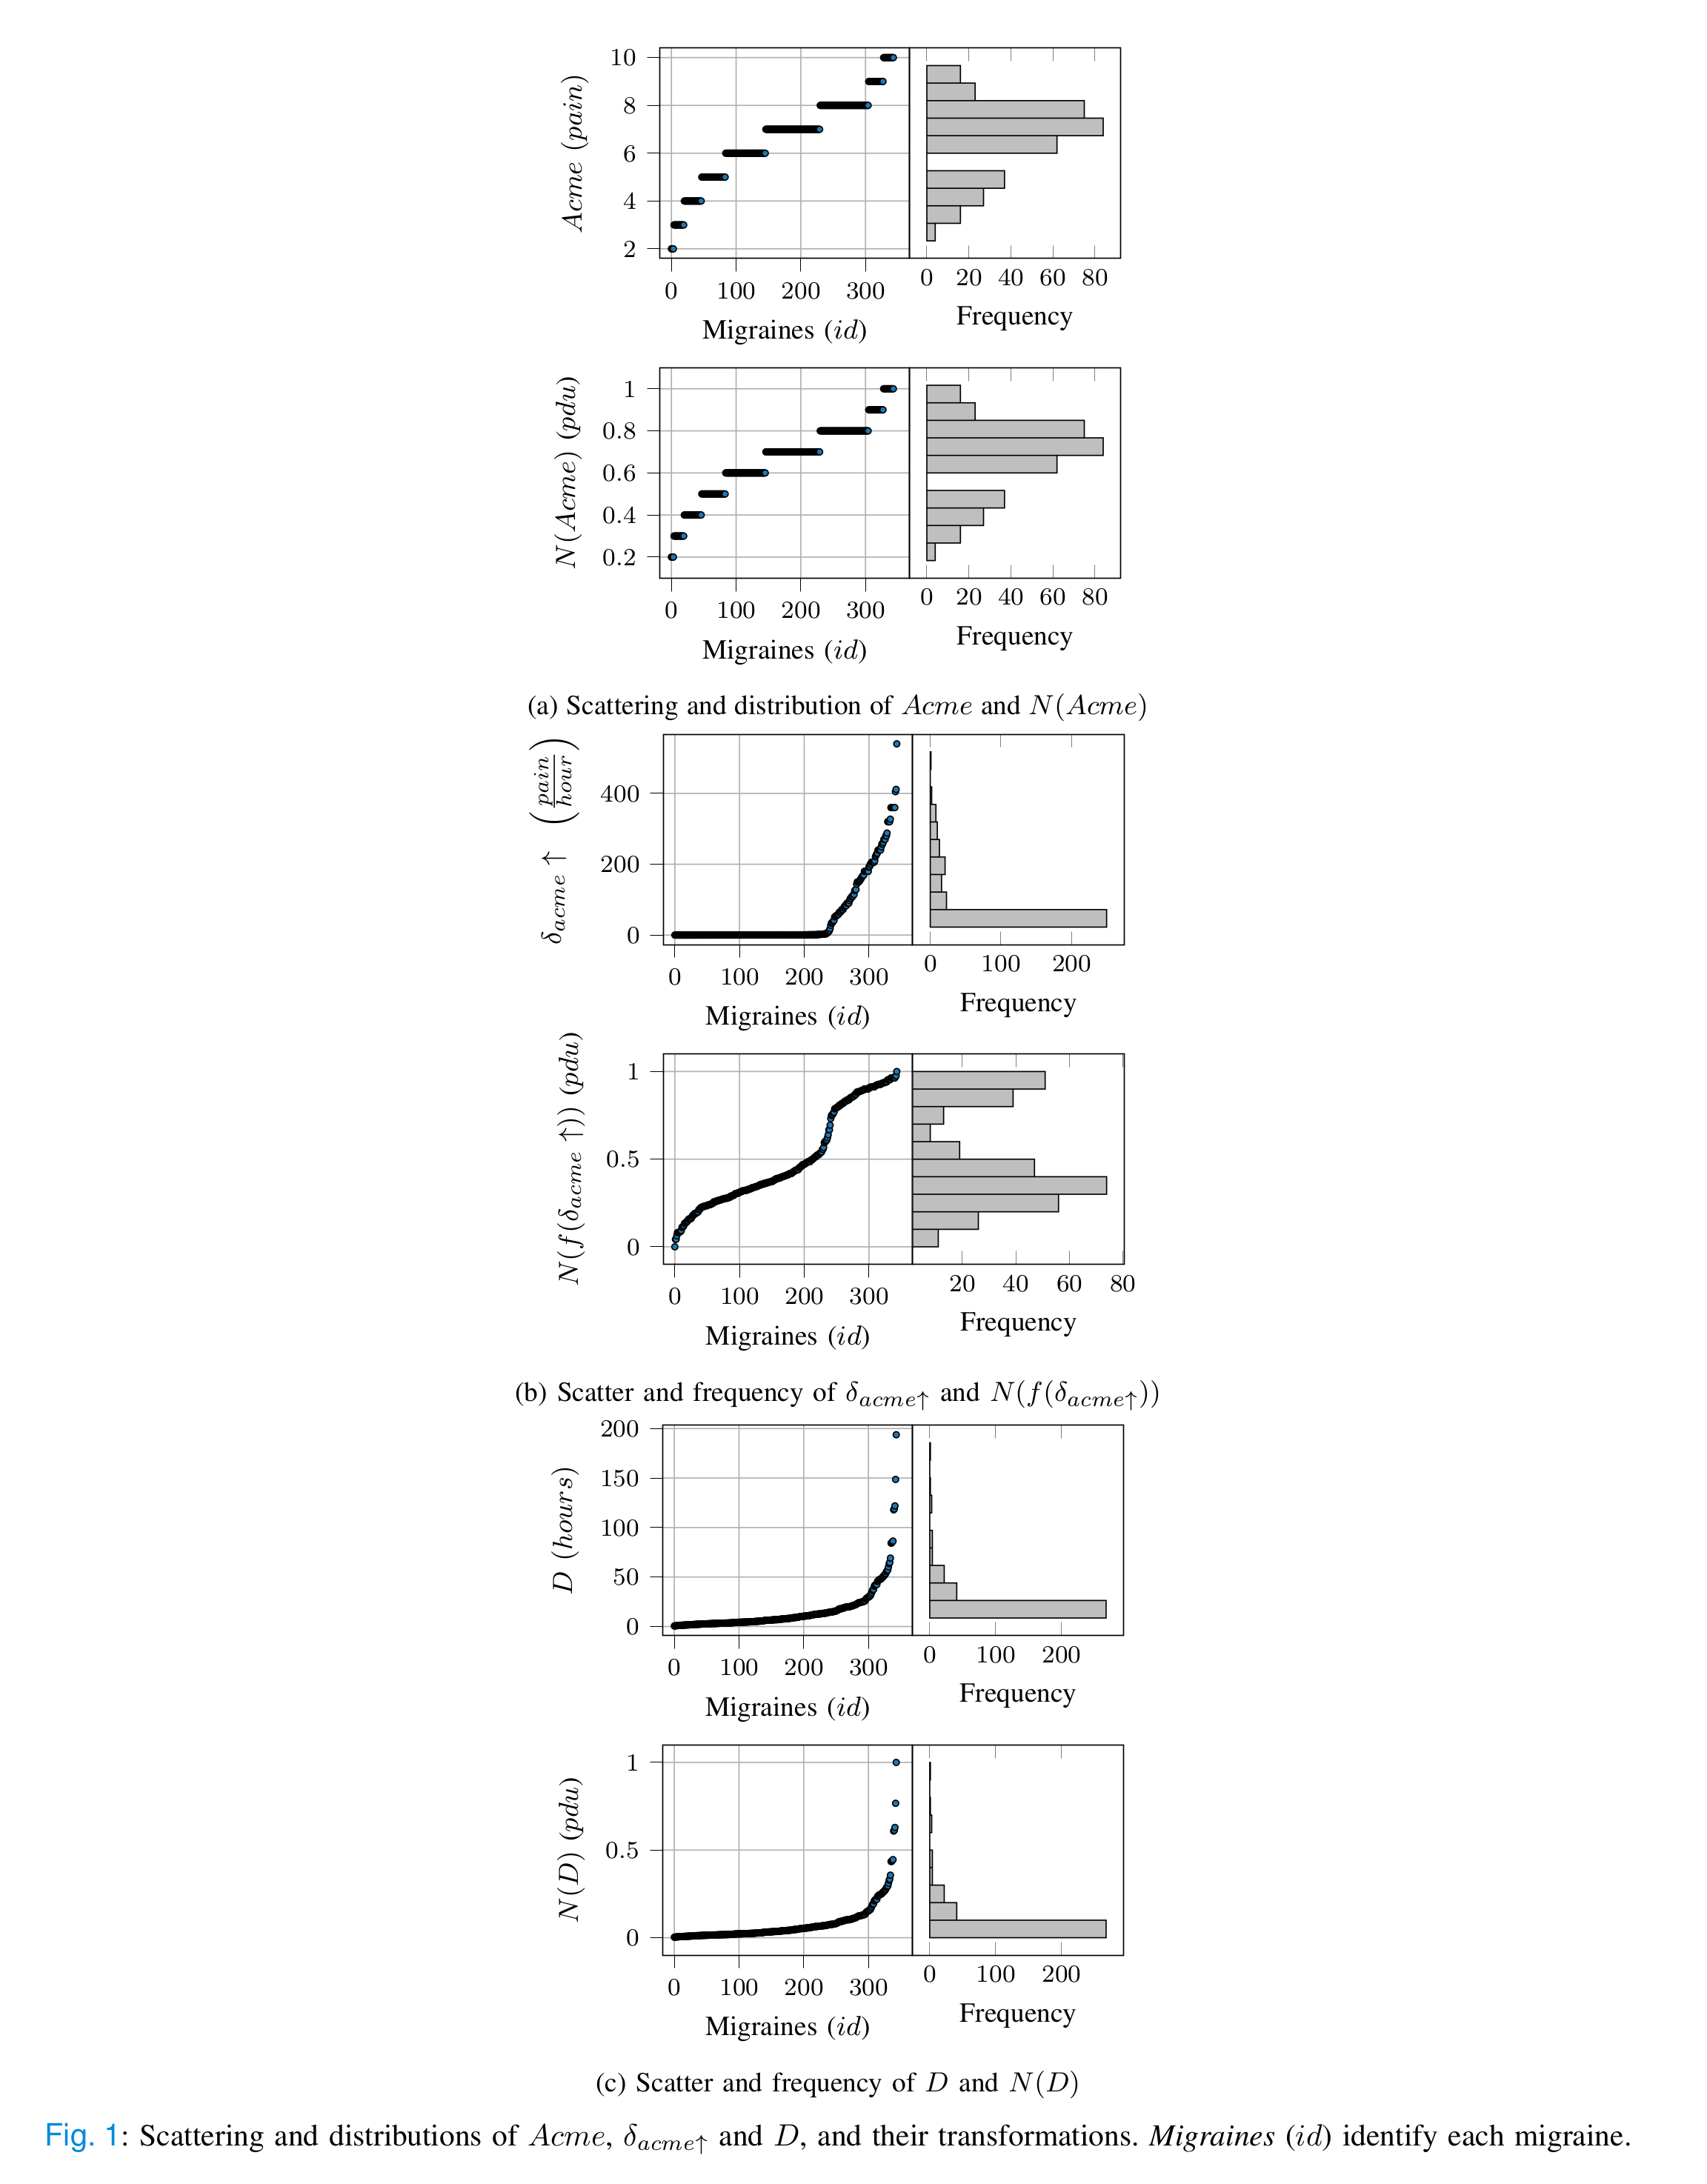 10
8
6
4
2
Acme (pain)
0 100 200 300
Migraines (id)
0 20 40 60 80
Frequency
1
0.8
0.6
0.4
0.2
N(Acme) (pdu)
0 100 200 300
Migraines (id)
0 20 40 60 80
Frequency
(a) Scattering and distribution of Acme and N(Acme)
400
200
0
δacme ↑ (pain/hour)
0 100 200 300
Migraines (id)
0 100 200
Frequency
1
0.5
0
N(f(δacme ↑)) (pdu)
0 100 200 300
Migraines (id)
20 40 60 80
Frequency
(b) Scatter and frequency of δacme↑ and N(f(δacme↑))
200
150
100
50
0
D (hours)
0 100 200 300
Migraines (id)
0 100 200
Frequency
1
0.5
0
N(D) (pdu)
0 100 200 300
Migraines (id)
0 100 200
Frequency
(c) Scatter and frequency of D and N(D)
Fig. 1: Scattering and distributions of Acme, δacme↑ and D, and their transformations. Migraines (id) identify each migraine.